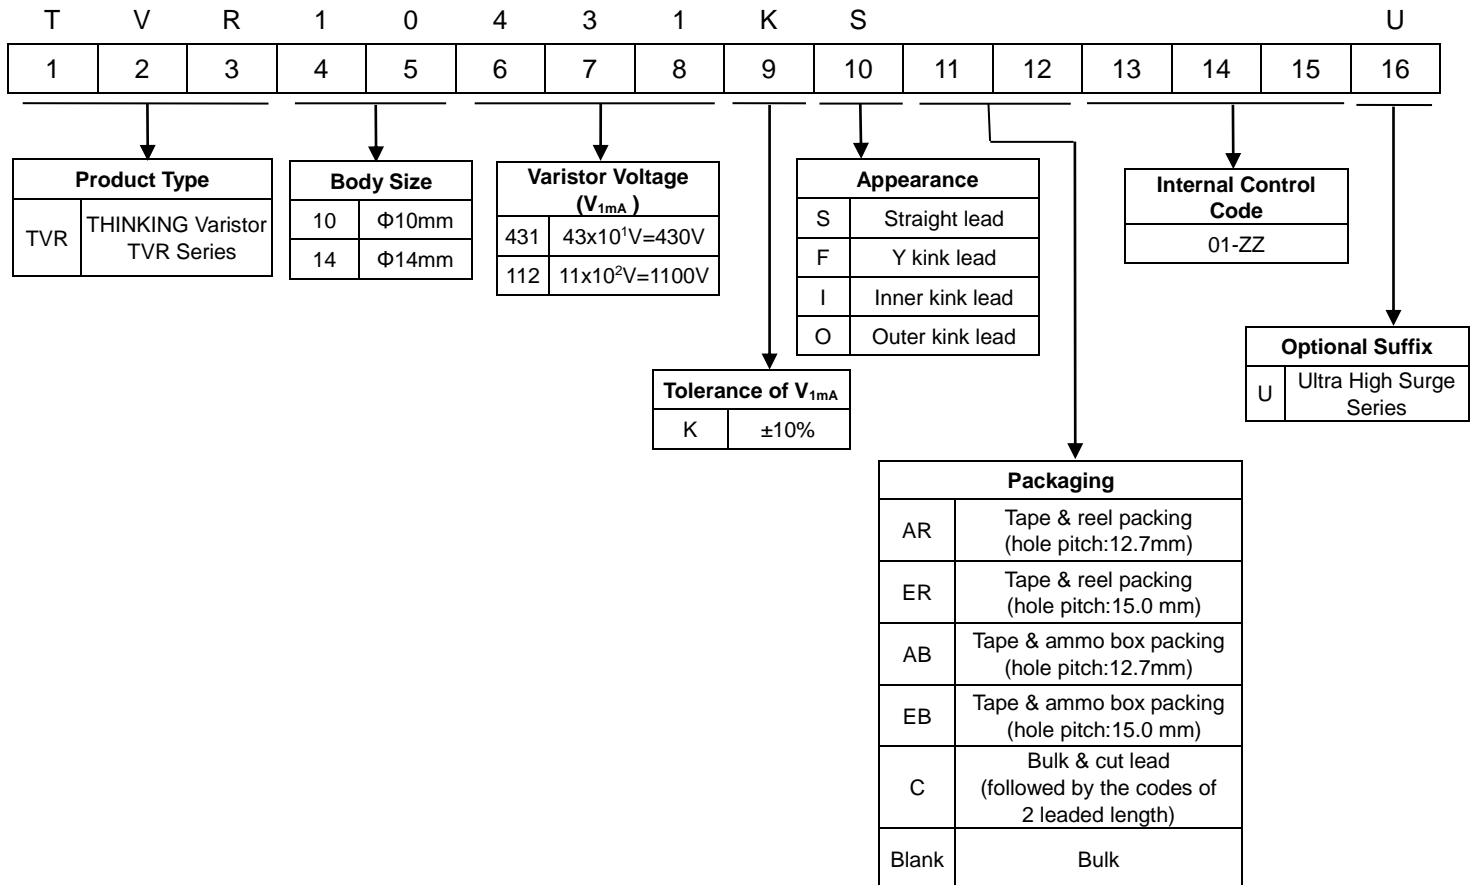 T V R 1 0 4 3 1 K S U
1 2 3 4 5 6 7 8 9 10 11 12 13 14 15 16
Product Type
TVR THINKING Varistor
TVR Series
Body Size
10 Φ10mm
14 Φ14mm
Varistor Voltage
(V1mA )
431 43x10¹V=430V
112 11x10²V=1100V
Appearance
S Straight lead
F Y kink lead
I Inner kink lead
O Outer kink lead
Internal Control
Code
01-ZZ
Optional Suffix
U Ultra High Surge
Series
Tolerance of V1mA
K ±10%
Packaging
AR Tape & reel packing
(hole pitch:12.7mm)
ER Tape & reel packing
(hole pitch:15.0 mm)
AB Tape & ammo box packing
(hole pitch:12.7mm)
EB Tape & ammo box packing
(hole pitch:15.0 mm)
C Bulk & cut lead
(followed by the codes of
2 leaded length)
Blank Bulk